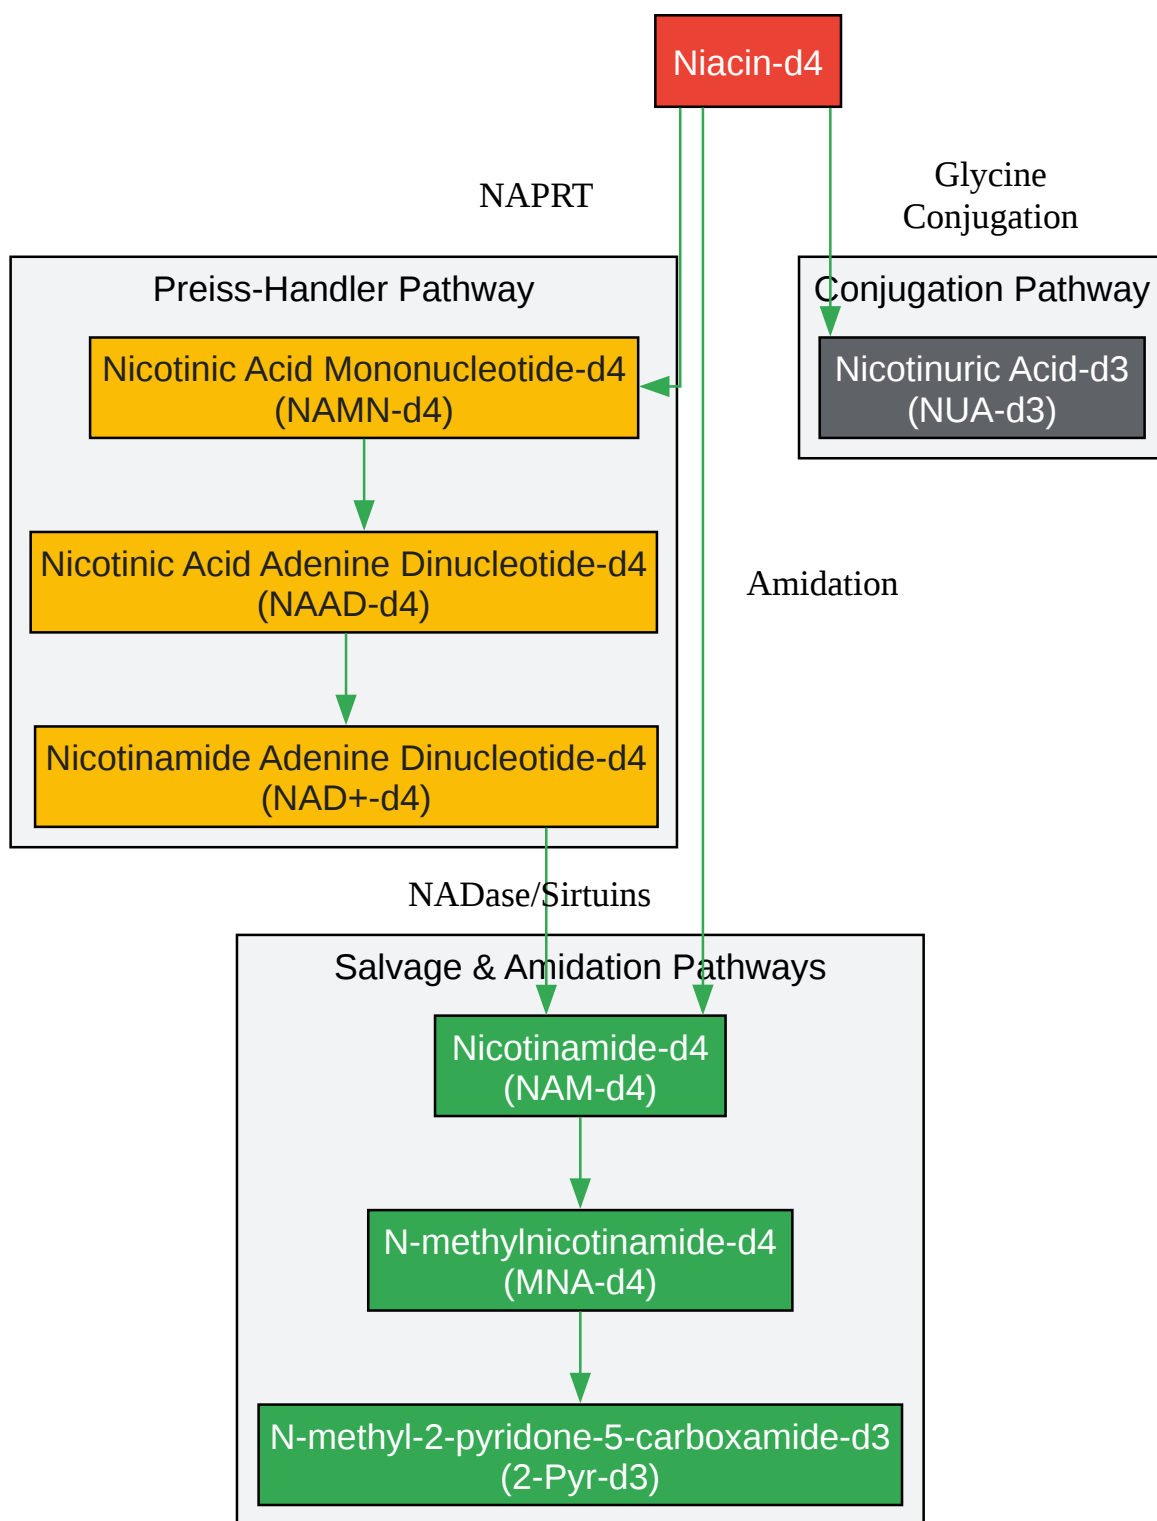 Niacin-d4
NAPRT
Glycine
Conjugation
Preiss-Handler Pathway
Conjugation Pathway
Nicotinic Acid Mononucleotide-d4
(NAMN-d4)
Nicotinuric Acid-d3
(NUA-d3)
Nicotinic Acid Adenine Dinucleotide-d4
(NAAD-d4)
Amidation
Nicotinamide Adenine Dinucleotide-d4
(NAD+-d4)
NADase/Sirtuins
Salvage & Amidation Pathways
Nicotinamide-d4
(NAM-d4)
N-methylnicotinamide-d4
(MNA-d4)
N-methyl-2-pyridone-5-carboxamide-d3
(2-Pyr-d3)